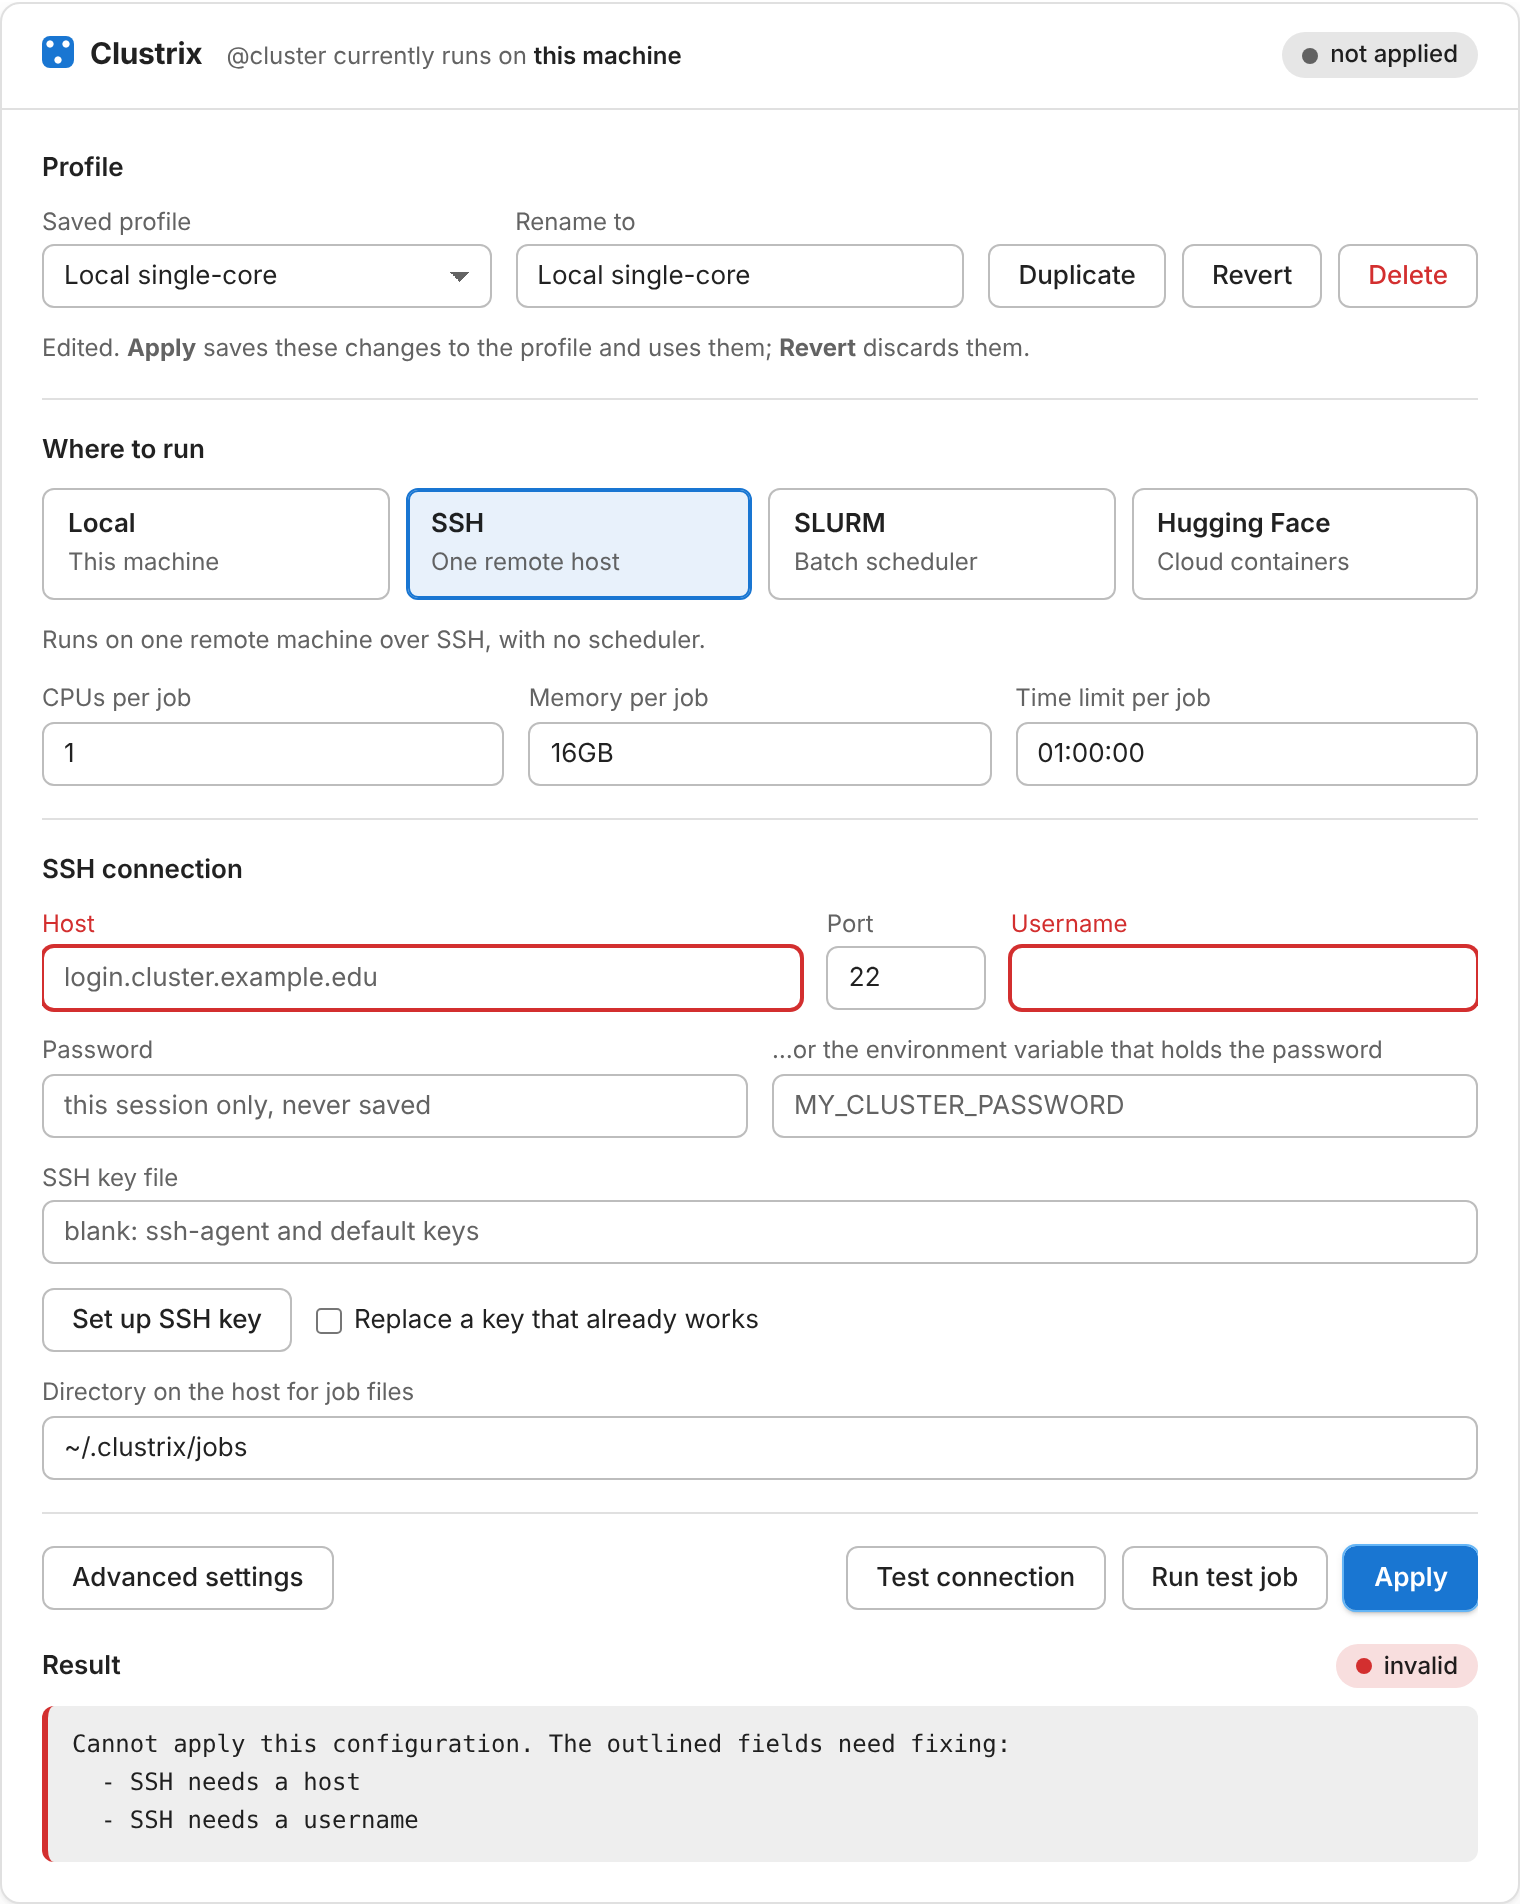 Clustrix @cluster currently runs on this machine
not applied
Profile
Saved profile
Rename to
Local single-core
Local single-core
Duplicate
Revert
Delete
Edited. Apply saves these changes to the profile and uses them; Revert discards them.
Where to run
Local
This machine
SSH
One remote host
SLURM
Batch scheduler
Hugging Face
Cloud containers
Runs on one remote machine over SSH, with no scheduler.
CPUs per job
Memory per job
Time limit per job
1
16GB
01:00:00
SSH connection
Host
Port
Username
login.cluster.example.edu
22
Password
...or the environment variable that holds the password
this session only, never saved
MY_CLUSTER_PASSWORD
SSH key file
blank: ssh-agent and default keys
Set up SSH key
Replace a key that already works
Directory on the host for job files
~/.clustrix/jobs
Advanced settings
Test connection
Run test job
Apply
Result
invalid
Cannot apply this configuration. The outlined fields need fixing:
- SSH needs a host
- SSH needs a username